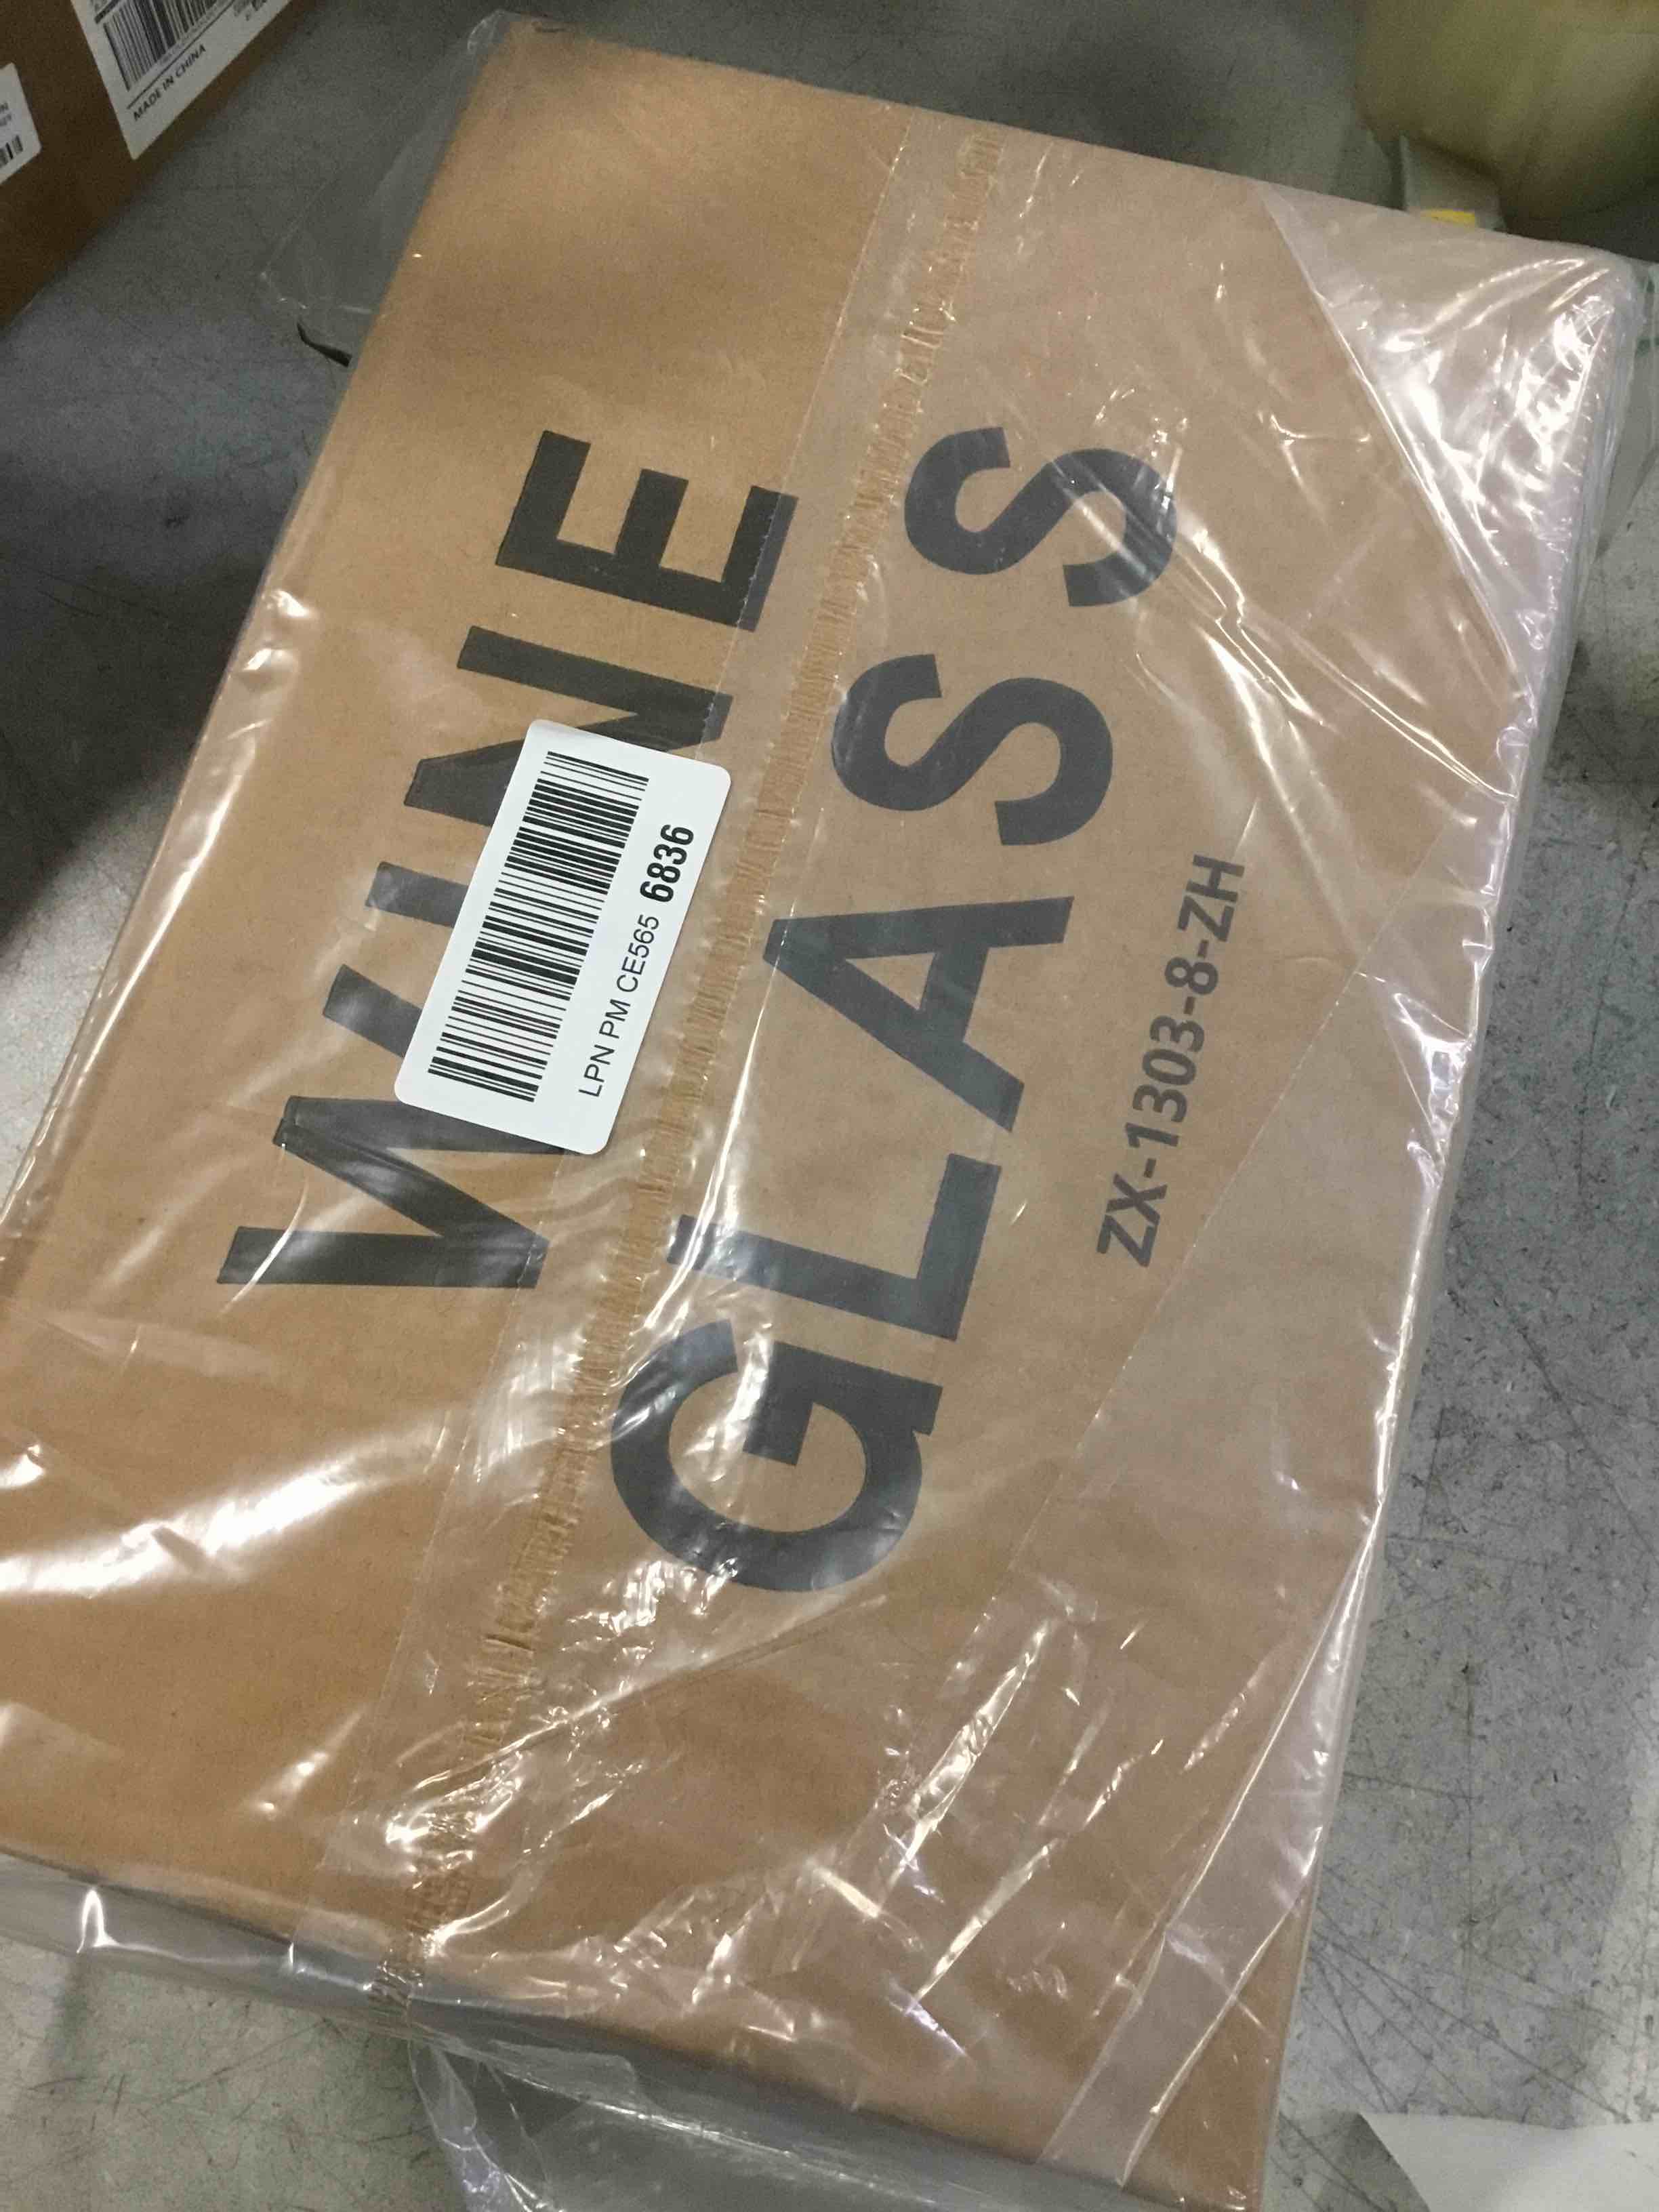 WINE
GLASS
ZX-1303-8-ZH
LPN PM CE565 6836
MADE IN CHINA